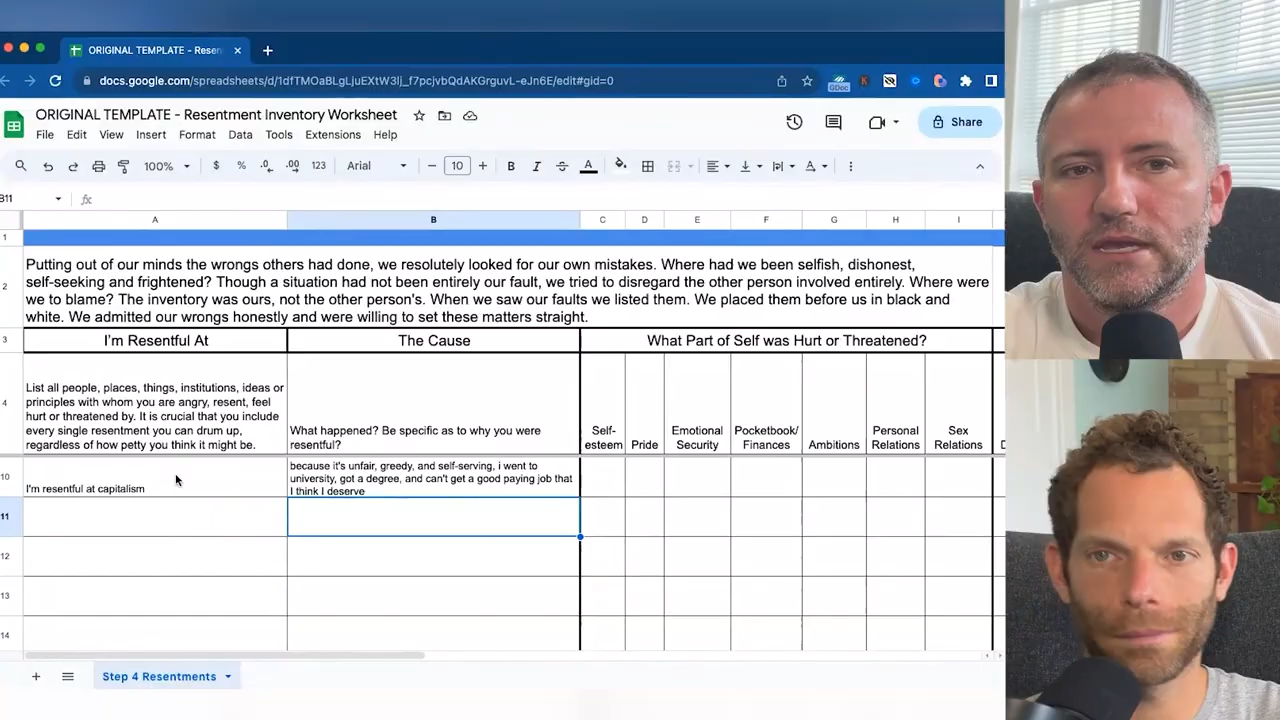 ORIGINAL TEMPLATE - Resen
ORIGINAL TEMPLATE - Resentment Inventory Worksheet
File Edit View Insert Format Data Tools Extensions Help
Share
100% $ % .0 .00 123 Arial 10 B I A
B11
A B C D E F G H I
1
2
Putting out of our minds the wrongs others had done, we resolutely looked for our own mistakes. Where had we been selfish, dishonest,
self-seeking and frightened? Though a situation had not been entirely our fault, we tried to disregard the other person involved entirely. Where were
we to blame? The inventory was ours, not the other person's. When we saw our faults we listed them. We placed them before us in black and
white. We admitted our wrongs honestly and were willing to set these matters straight.
3
I'm Resentful At
The Cause
What Part of Self was Hurt or Threatened?
4
List all people, places, things, institutions, ideas or
principles with whom you are angry, resent, feel
hurt or threatened by. It is crucial that you include
every single resentment you can drum up,
regardless of how petty you think it might be.
What happened? Be specific as to why you were
resentful?
Self-
esteem
Pride
Emotional
Security
Pocketbook/
Finances
Ambitions
Personal
Relations
Sex
Relations
10
I'm resentful at capitalism
because it's unfair, greedy, and self-serving, i went to
university, got a degree, and can't get a good paying job that
I think I deserve
11
12
13
14
Step 4 Resentments